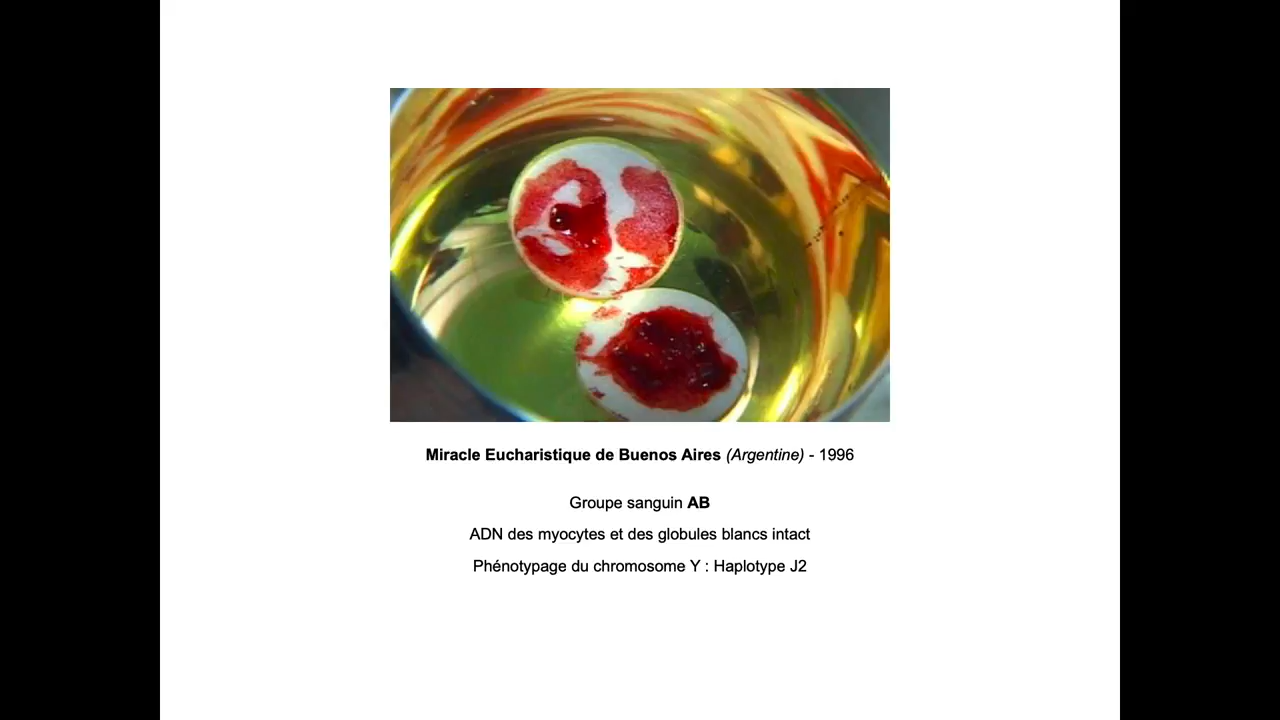 Miracle Eucharistique de Buenos Aires (Argentine) - 1996
Groupe sanguin AB
ADN des myocytes et des globules blancs intact
Phénotypage du chromosome Y : Haplotype J2